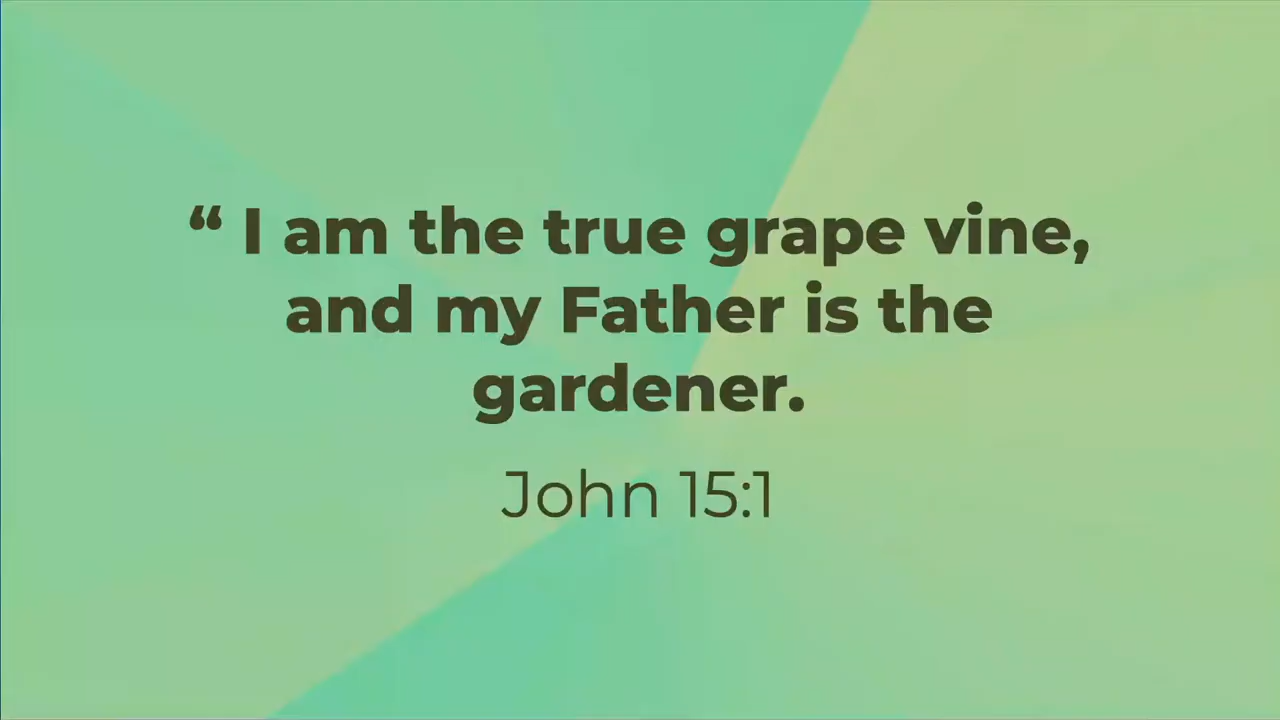 “ I am the true grape vine,
and my Father is the
gardener.
John 15:1